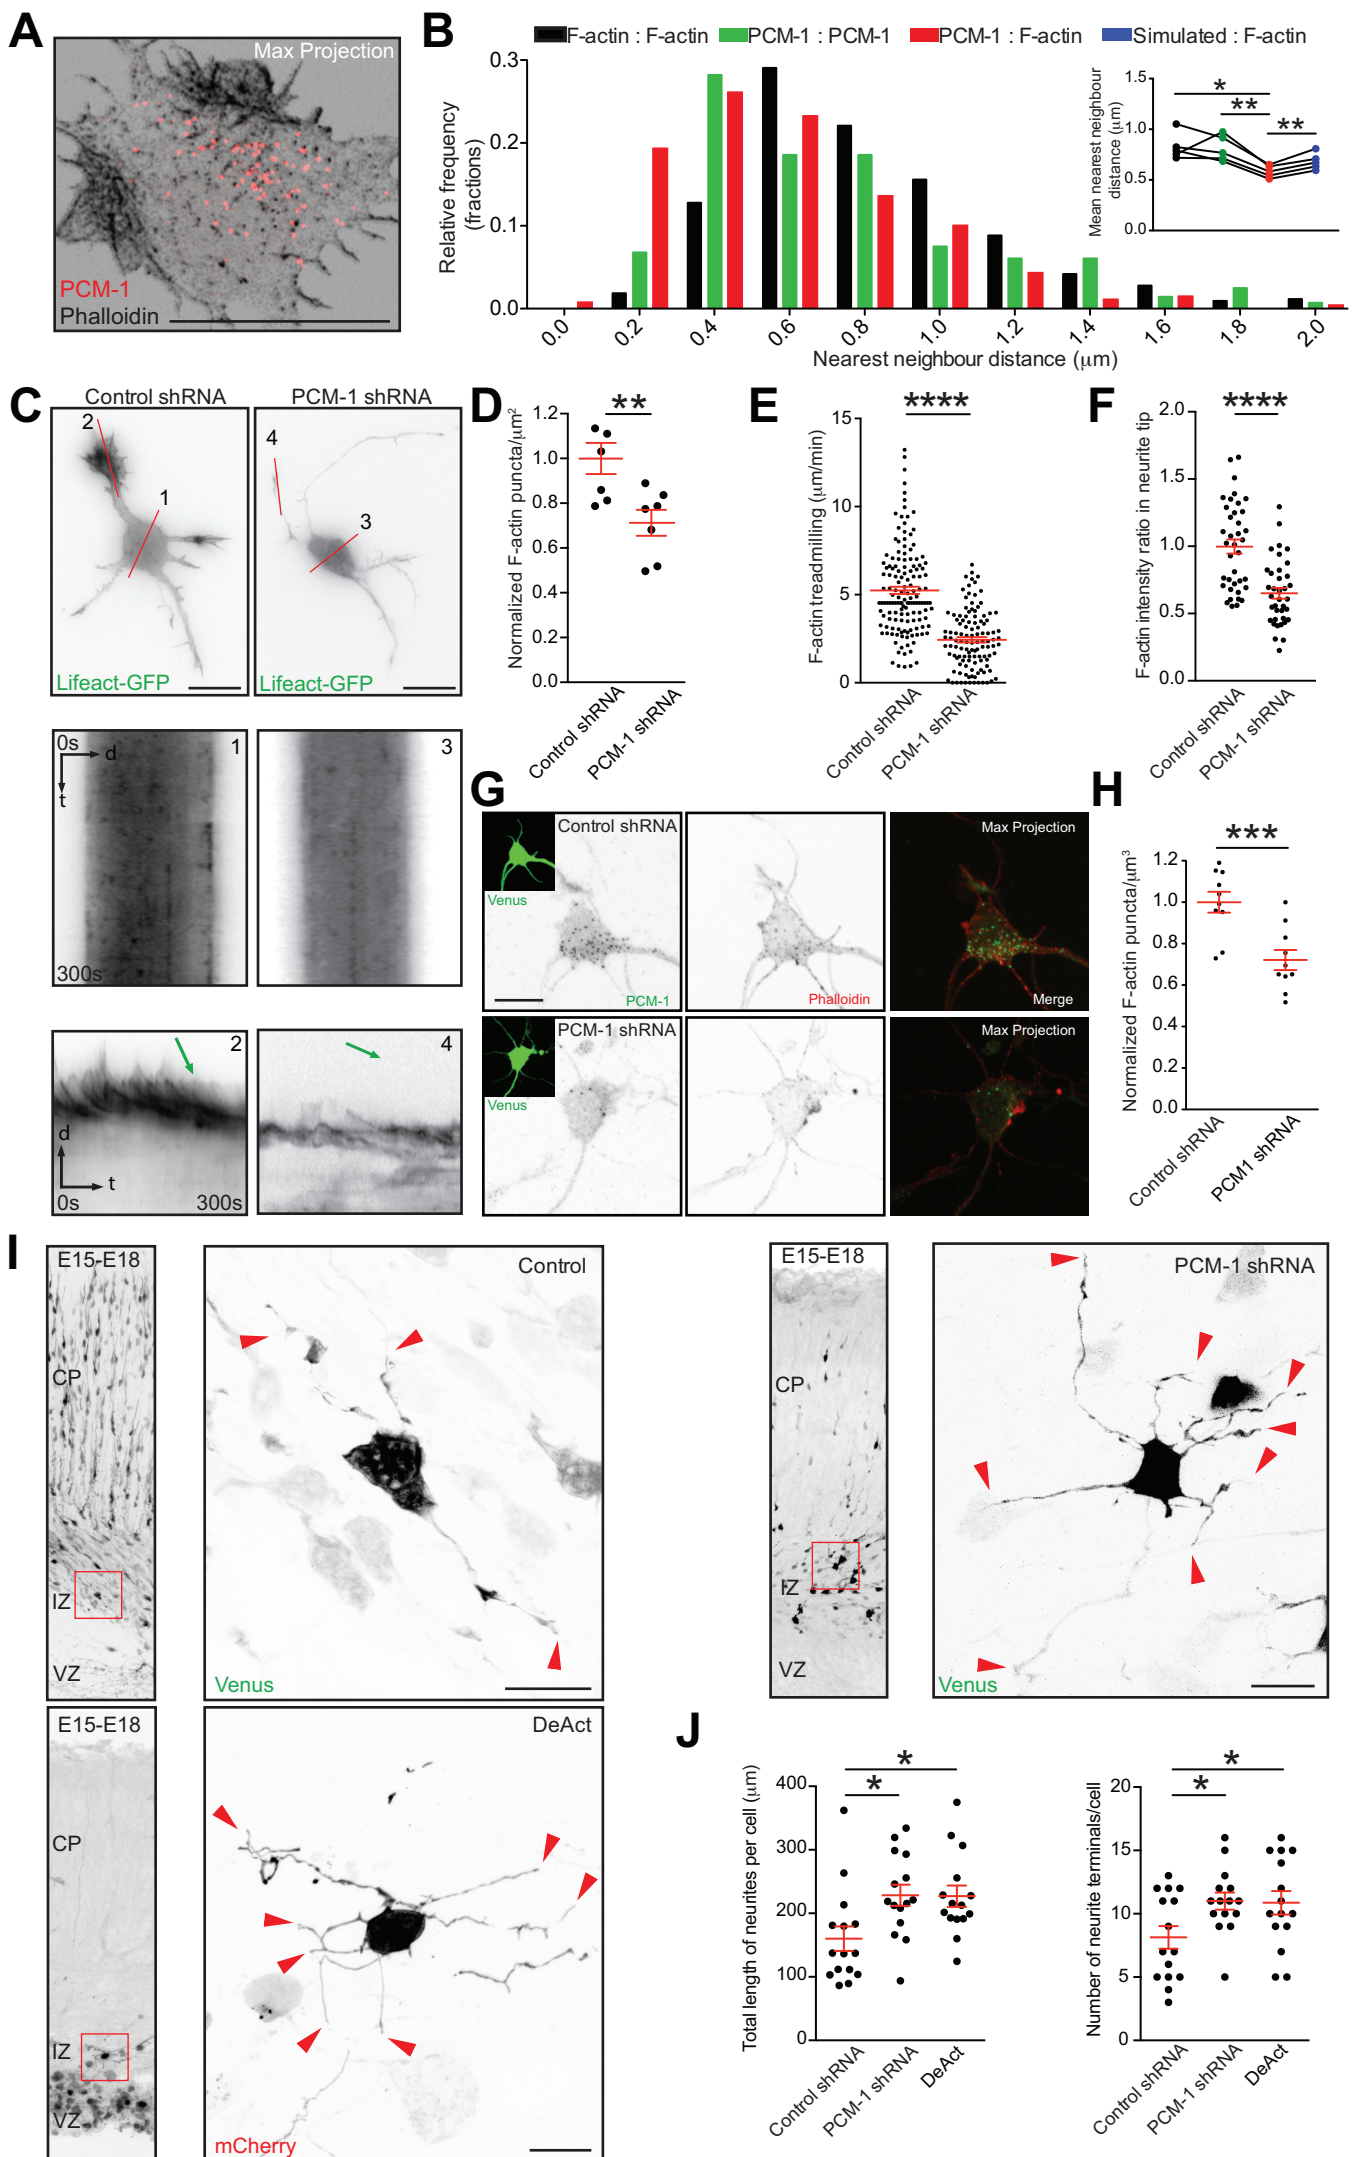 A
Max Projection
PCM-1
Phalloidin
B
F-actin : F-actin
PCM-1 : PCM-1
PCM-1 : F-actin
Simulated : F-actin
Relative frequency
(fractions)
0.3
0.2
0.1
0.0
0.0 0.2 0.4 0.6 0.8 1.0 1.2 1.4 1.6 1.8 2.0
Nearest neighbour distance (μm)
Mean nearest neighbour
distance (μm)
1.5
1.0
0.5
0.0
*
**
**
C
Control shRNA
2
1
Lifeact-GFP
PCM-1 shRNA
4
3
Lifeact-GFP
0s
d
t
1
300s
3
2
d
t
0s
300s
4
D
**
Normalized F-actin puncta/μm²
1.2
1.0
0.8
0.6
0.4
0.2
0.0
Control shRNA
PCM-1 shRNA
E
****
F-actin treadmilling (μm/min)
15
10
5
0
Control shRNA
PCM-1 shRNA
F
****
F-actin intensity ratio in neurite tip
2.0
1.5
1.0
0.5
0.0
Control shRNA
PCM-1 shRNA
G
Control shRNA
Venus
PCM-1
Phalloidin
Max Projection
Merge
PCM-1 shRNA
Venus
Max Projection
H
***
Normalized F-actin puncta/μm³
1.2
1.0
0.8
0.6
0.4
0.2
0.0
Control shRNA
PCM1 shRNA
I
E15-E18
CP
IZ
VZ
Control
Venus
E15-E18
CP
IZ
VZ
PCM-1 shRNA
Venus
E15-E18
CP
IZ
VZ
DeAct
mCherry
J
*
*
Total length of neurites per cell (μm)
400
300
200
100
0
Control shRNA
PCM-1 shRNA
DeAct
*
*
Number of neurite terminals/cell
20
15
10
5
0
Control shRNA
PCM-1 shRNA
DeAct